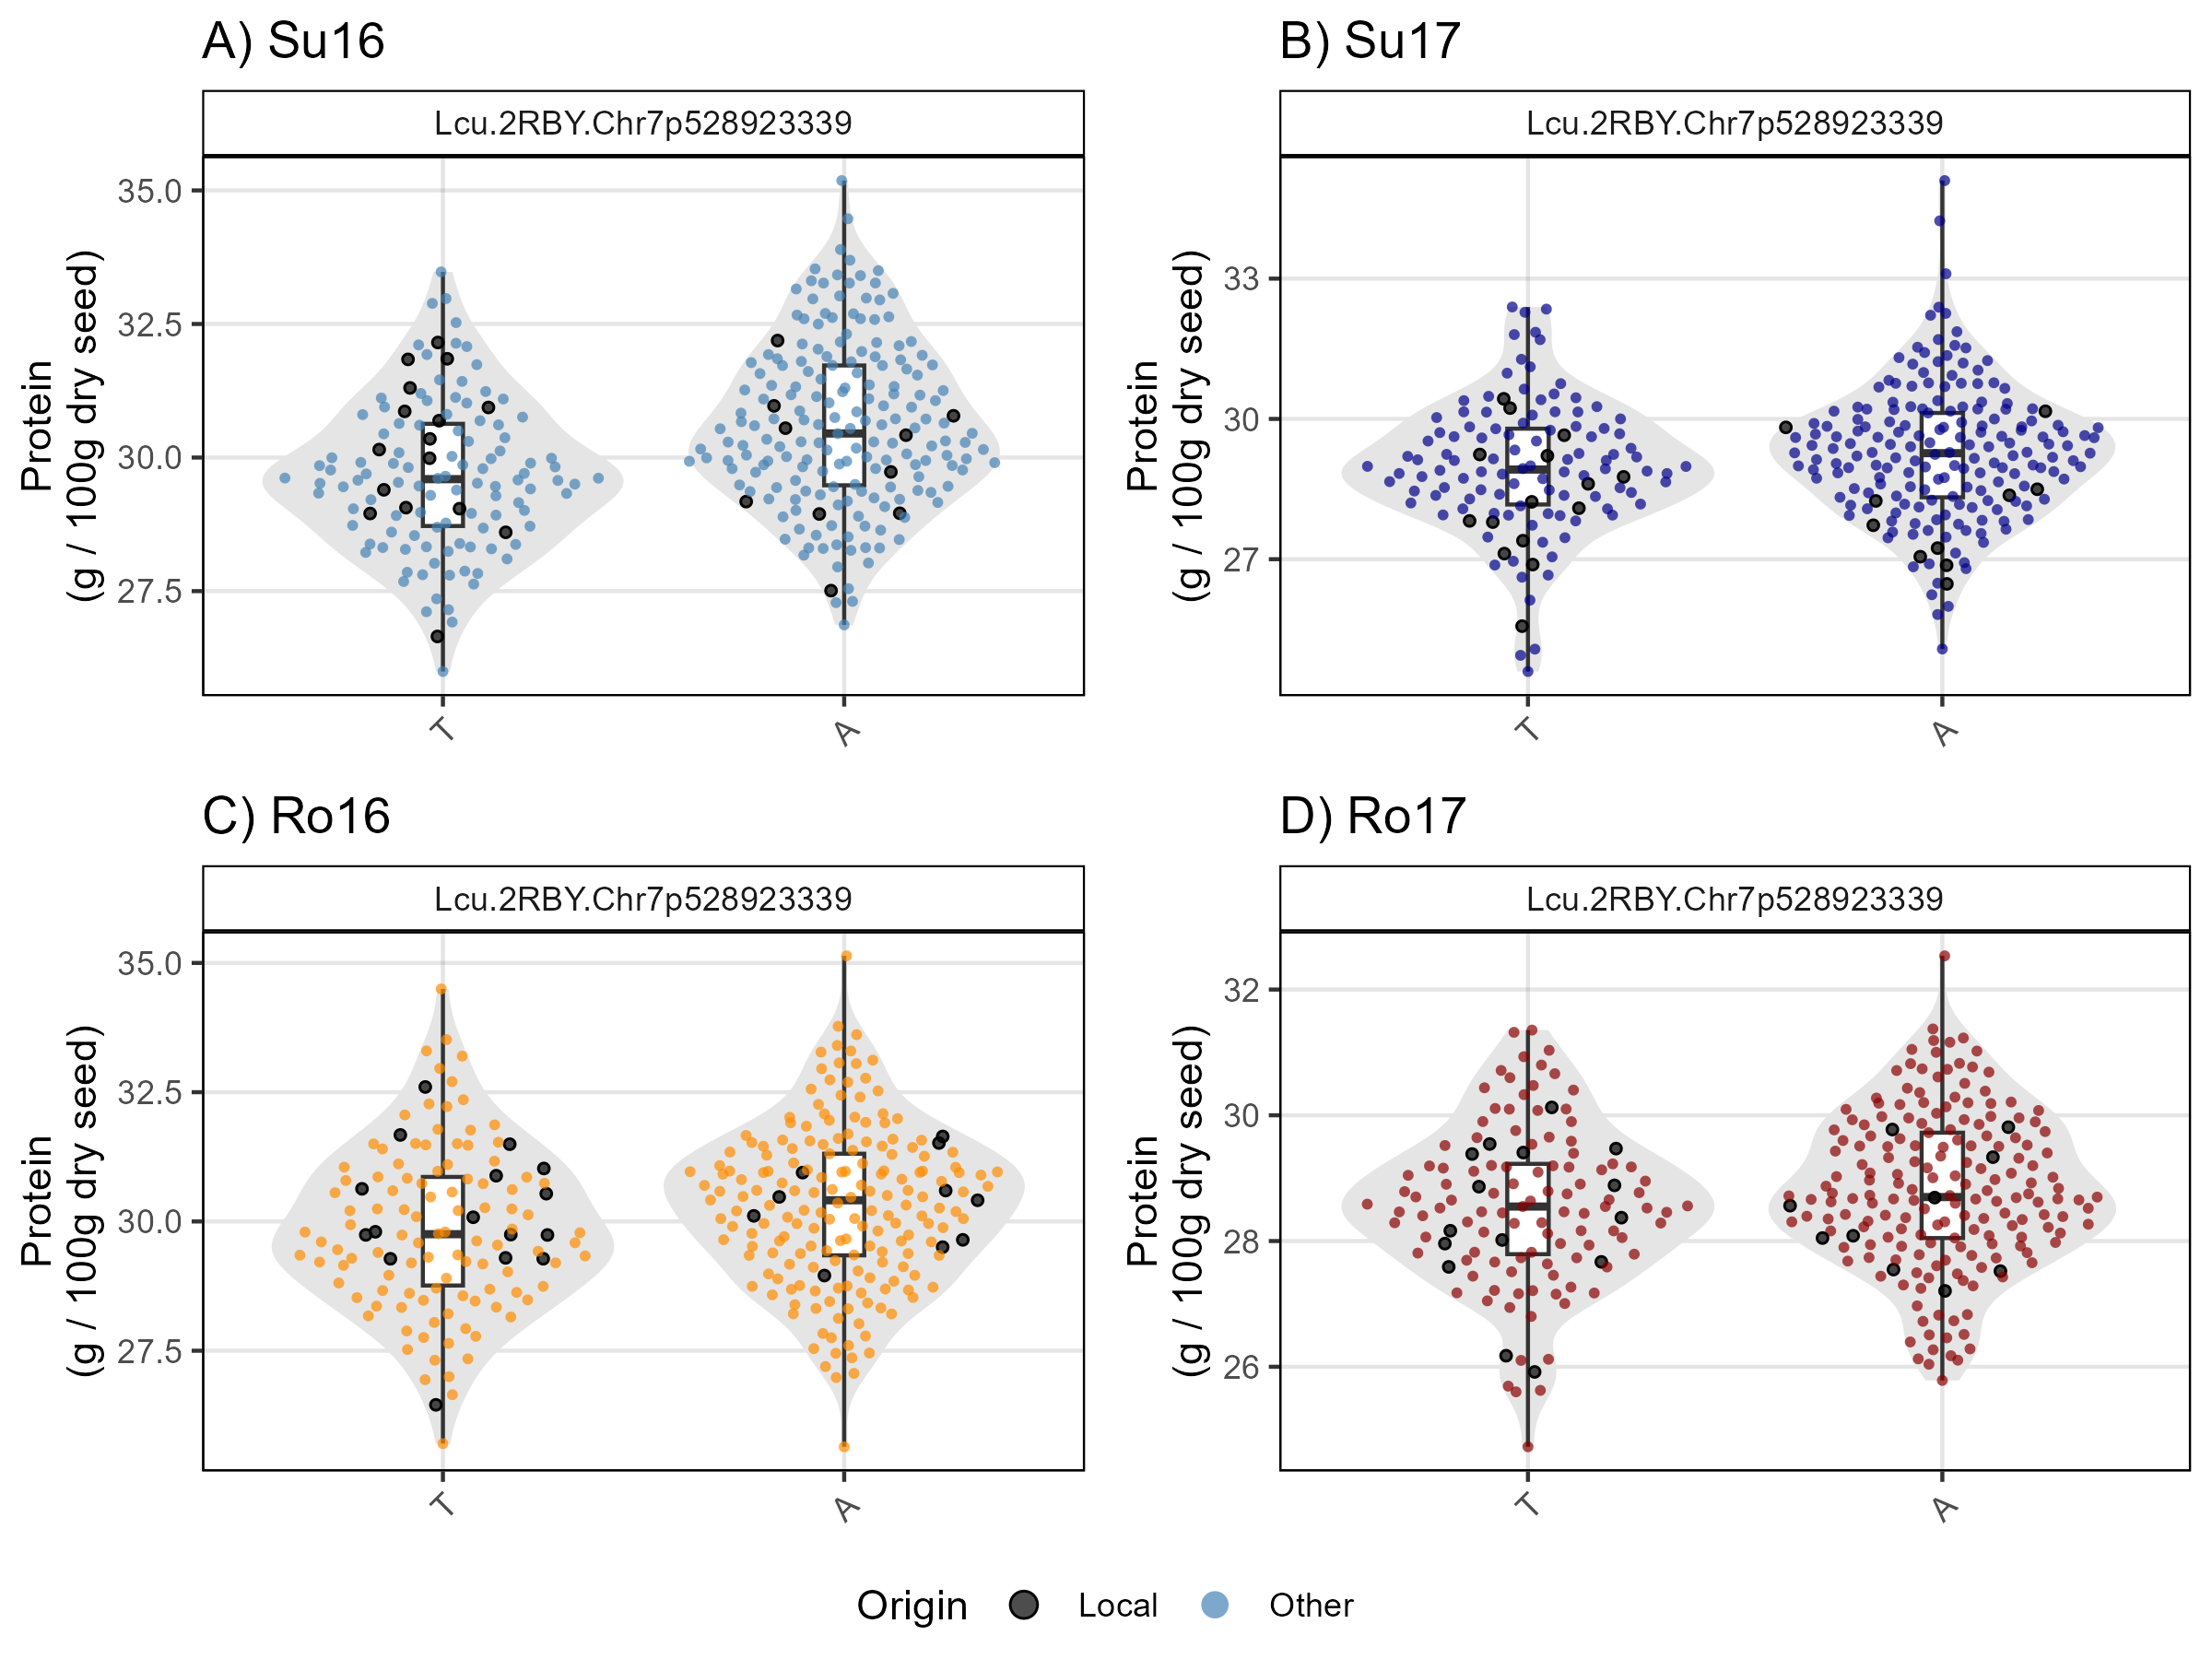 A) Su16
Lcu.2RBY.Chr7p528923339
Protein
(g / 100g dry seed)
35.0
32.5
30.0
27.5
T
A
B) Su17
Lcu.2RBY.Chr7p528923339
Protein
(g / 100g dry seed)
33
30
27
T
A
C) Ro16
Lcu.2RBY.Chr7p528923339
Protein
(g / 100g dry seed)
35.0
32.5
30.0
27.5
T
A
D) Ro17
Lcu.2RBY.Chr7p528923339
Protein
(g / 100g dry seed)
32
30
28
26
T
A
Origin Local Other